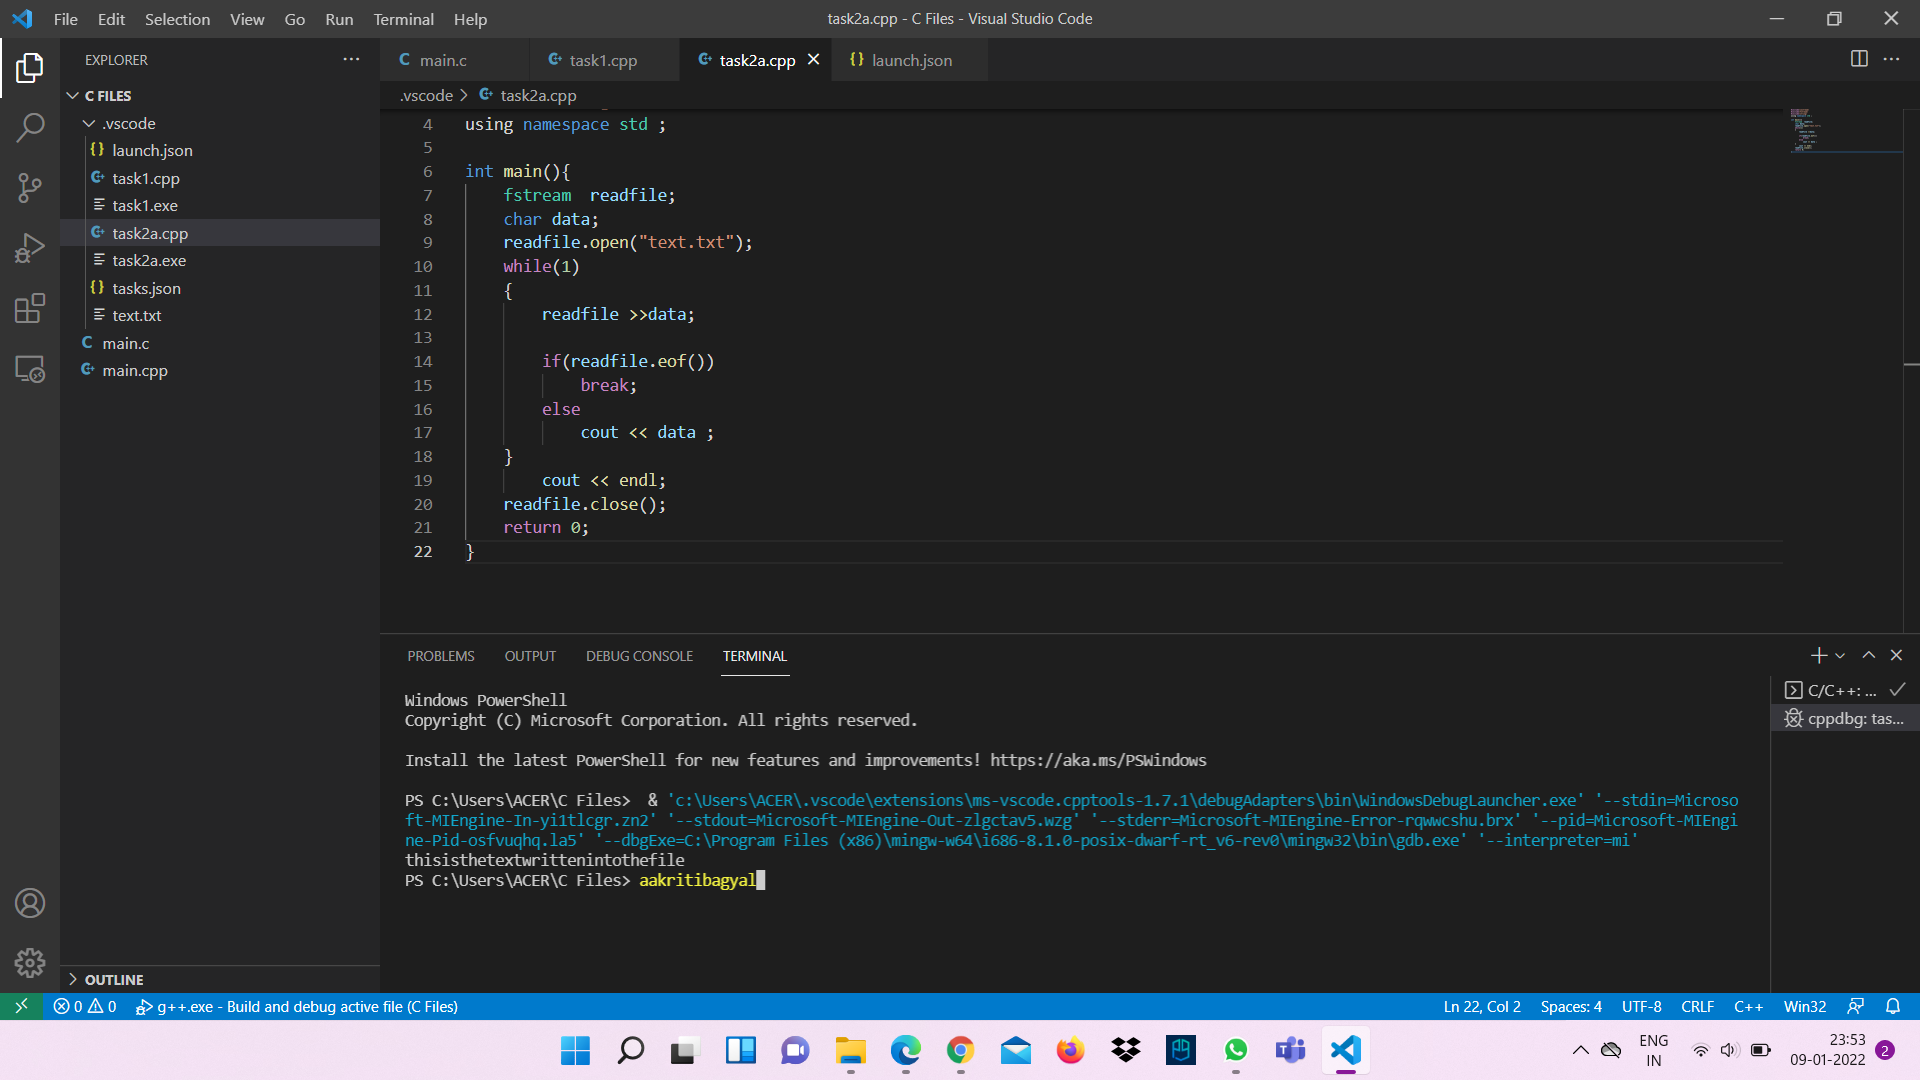 File Edit Selection View Go Run Terminal Help
task2a.cpp - C Files - Visual Studio Code
EXPLORER
C FILES
.vscode
launch.json
task1.cpp
task1.exe
task2a.cpp
task2a.exe
tasks.json
text.txt
main.c
main.cpp
OUTLINE
main.c task1.cpp task2a.cpp launch.json
.vscode > task2a.cpp
4 using namespace std ;
5
6 int main(){
7 fstream  readfile;
8 char data;
9 readfile.open("text.txt");
10 while(1)
11 {
12 readfile >>data;
13
14 if(readfile.eof())
15 break;
16 else
17 cout << data ;
18 }
19 cout << endl;
20 readfile.close();
21 return 0;
22 }
PROBLEMS OUTPUT DEBUG CONSOLE TERMINAL
Windows PowerShell
Copyright (C) Microsoft Corporation. All rights reserved.
Install the latest PowerShell for new features and improvements! https://aka.ms/PSWindows
PS C:\Users\ACER\C Files>  & 'c:\Users\ACER\.vscode\extensions\ms-vscode.cpptools-1.7.1\debugAdapters\bin\WindowsDebugLauncher.exe' '--stdin=Microso
ft-MIEngine-In-yi1tlcgr.zn2' '--stdout=Microsoft-MIEngine-Out-zlgctav5.wzg' '--stderr=Microsoft-MIEngine-Error-rqwwcshu.brx' '--pid=Microsoft-MIEngi
ne-Pid-osfvuqhq.la5' '--dbgExe=C:\Program Files (x86)\mingw-w64\i686-8.1.0-posix-dwarf-rt_v6-rev0\mingw32\bin\gdb.exe' '--interpreter=mi'
thisisthetextwrittenintothefile
PS C:\Users\ACER\C Files> aakritibagyal
C/C++: ...
cppdbg: tas...
0 0 g++.exe - Build and debug active file (C Files)
Ln 22, Col 2 Spaces: 4 UTF-8 CRLF C++ Win32
ENG
IN
23:53
09-01-2022
2